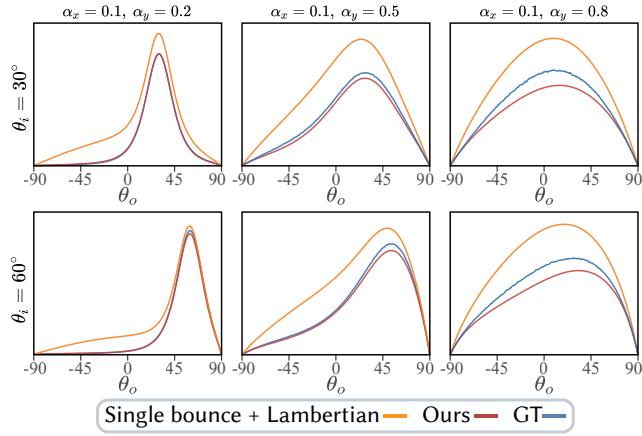 αx = 0.1, αy = 0.2 αx = 0.1, αy = 0.5 αx = 0.1, αy = 0.8
θi = 30°
-90 -45 0 45 90 -90 -45 0 45 90 -90 -45 0 45 90
θo θo θo
θi = 60°
-90 -45 0 45 90 -90 -45 0 45 90 -90 -45 0 45 90
θo θo θo
Single bounce + Lambertian Ours GT